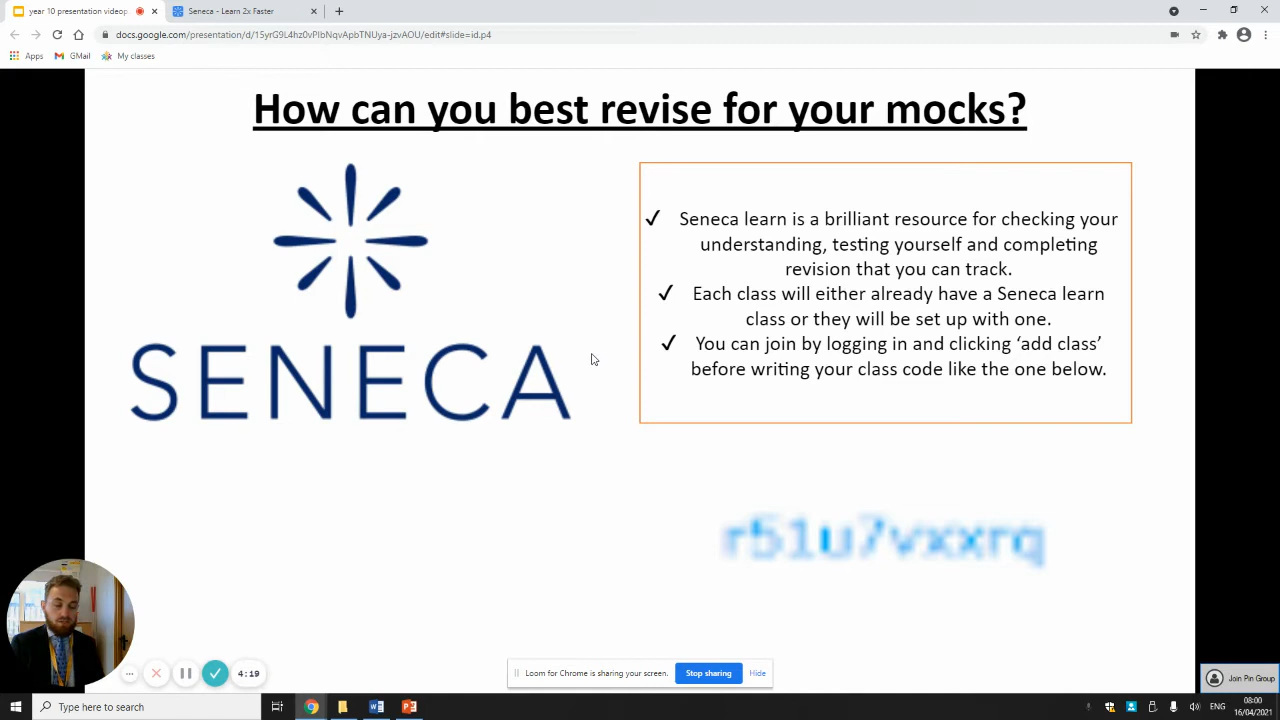 year 10 presentation videop
Seneca - Learn 2x Faster
docs.google.com/presentation/d/15yrG9L4hz0vPIbNqvApbTNUya-jzvAOU/edit#slide=id.p4
Apps
GMail
My classes
How can you best revise for your mocks?
SENECA
✓ Seneca learn is a brilliant resource for checking your
understanding, testing yourself and completing
revision that you can track.
✓ Each class will either already have a Seneca learn
class or they will be set up with one.
✓ You can join by logging in and clicking ‘add class’
before writing your class code like the one below.
r51u7vxxrq
4:19
Loom for Chrome is sharing your screen.
Stop sharing
Hide
Join Pin Group
Type here to search
ENG
08:00
16/04/2021